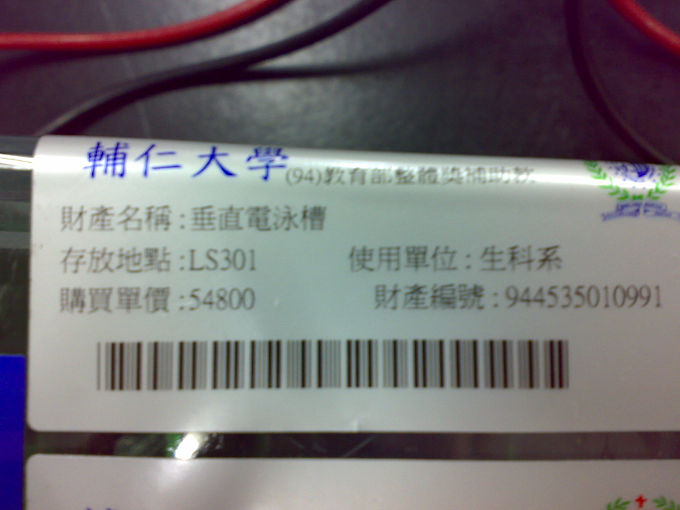 輔仁大學 (94)教育部整體獎補助款
財產名稱:垂直電泳槽
存放地點:LS301 使用單位:生科系
購買單價:54800 財產編號:944535010991